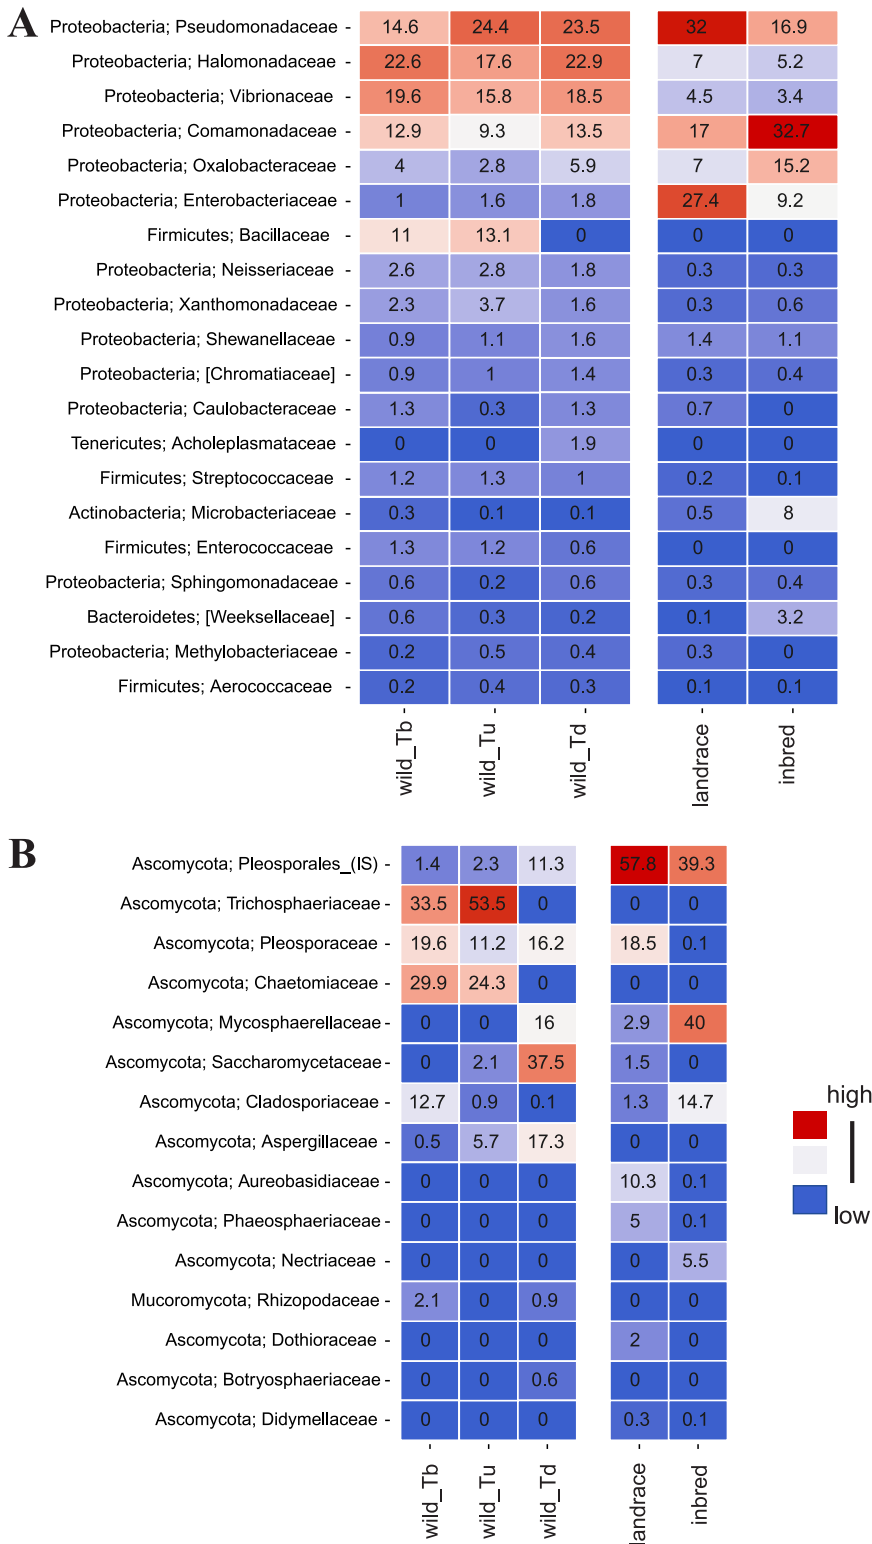 A
Proteobacteria; Pseudomonadaceae - 14.6 24.4 23.5 32 16.9
Proteobacteria; Halomonadaceae - 22.6 17.6 22.9 7 5.2
Proteobacteria; Vibrionaceae - 19.6 15.8 18.5 4.5 3.4
Proteobacteria; Comamonadaceae - 12.9 9.3 13.5 17 32.7
Proteobacteria; Oxalobacteraceae - 4 2.8 5.9 7 15.2
Proteobacteria; Enterobacteriaceae - 1 1.6 1.8 27.4 9.2
Firmicutes; Bacillaceae - 11 13.1 0 0 0
Proteobacteria; Neisseriaceae - 2.6 2.8 1.8 0.3 0.3
Proteobacteria; Xanthomonadaceae - 2.3 3.7 1.6 0.3 0.6
Proteobacteria; Shewanellaceae - 0.9 1.1 1.6 1.4 1.1
Proteobacteria; [Chromatiaceae] - 0.9 1 1.4 0.3 0.4
Proteobacteria; Caulobacteraceae - 1.3 0.3 1.3 0.7 0
Tenericutes; Acholeplasmataceae - 0 0 1.9 0 0
Firmicutes; Streptococcaceae - 1.2 1.3 1 0.2 0.1
Actinobacteria; Microbacteriaceae - 0.3 0.1 0.1 0.5 8
Firmicutes; Enterococcaceae - 1.3 1.2 0.6 0 0
Proteobacteria; Sphingomonadaceae - 0.6 0.2 0.6 0.3 0.4
Bacteroidetes; [Weeksellaceae] - 0.6 0.3 0.2 0.1 3.2
Proteobacteria; Methylobacteriaceae - 0.2 0.5 0.4 0.3 0
Firmicutes; Aerococcaceae - 0.2 0.4 0.3 0.1 0.1
wild_Tb wild_Tu wild_Td landrace inbred
B
Ascomycota; Pleosporales_(IS) - 1.4 2.3 11.3 57.8 39.3
Ascomycota; Trichosphaeriaceae - 33.5 53.5 0 0 0
Ascomycota; Pleosporaceae - 19.6 11.2 16.2 18.5 0.1
Ascomycota; Chaetomiaceae - 29.9 24.3 0 0 0
Ascomycota; Mycosphaerellaceae - 0 0 16 2.9 40
Ascomycota; Saccharomycetaceae - 0 2.1 37.5 1.5 0
Ascomycota; Cladosporiaceae - 12.7 0.9 0.1 1.3 14.7
Ascomycota; Aspergillaceae - 0.5 5.7 17.3 0 0
Ascomycota; Aureobasidiaceae - 0 0 0 10.3 0.1
Ascomycota; Phaeosphaeriaceae - 0 0 0 5 0.1
Ascomycota; Nectriaceae - 0 0 0 0 5.5
Mucoromycota; Rhizopodaceae - 2.1 0 0.9 0 0
Ascomycota; Dothioraceae - 0 0 0 2 0
Ascomycota; Botryosphaeriaceae - 0 0 0.6 0 0
Ascomycota; Didymellaceae - 0 0 0 0.3 0.1
wild_Tb wild_Tu wild_Td landrace inbred
high
low